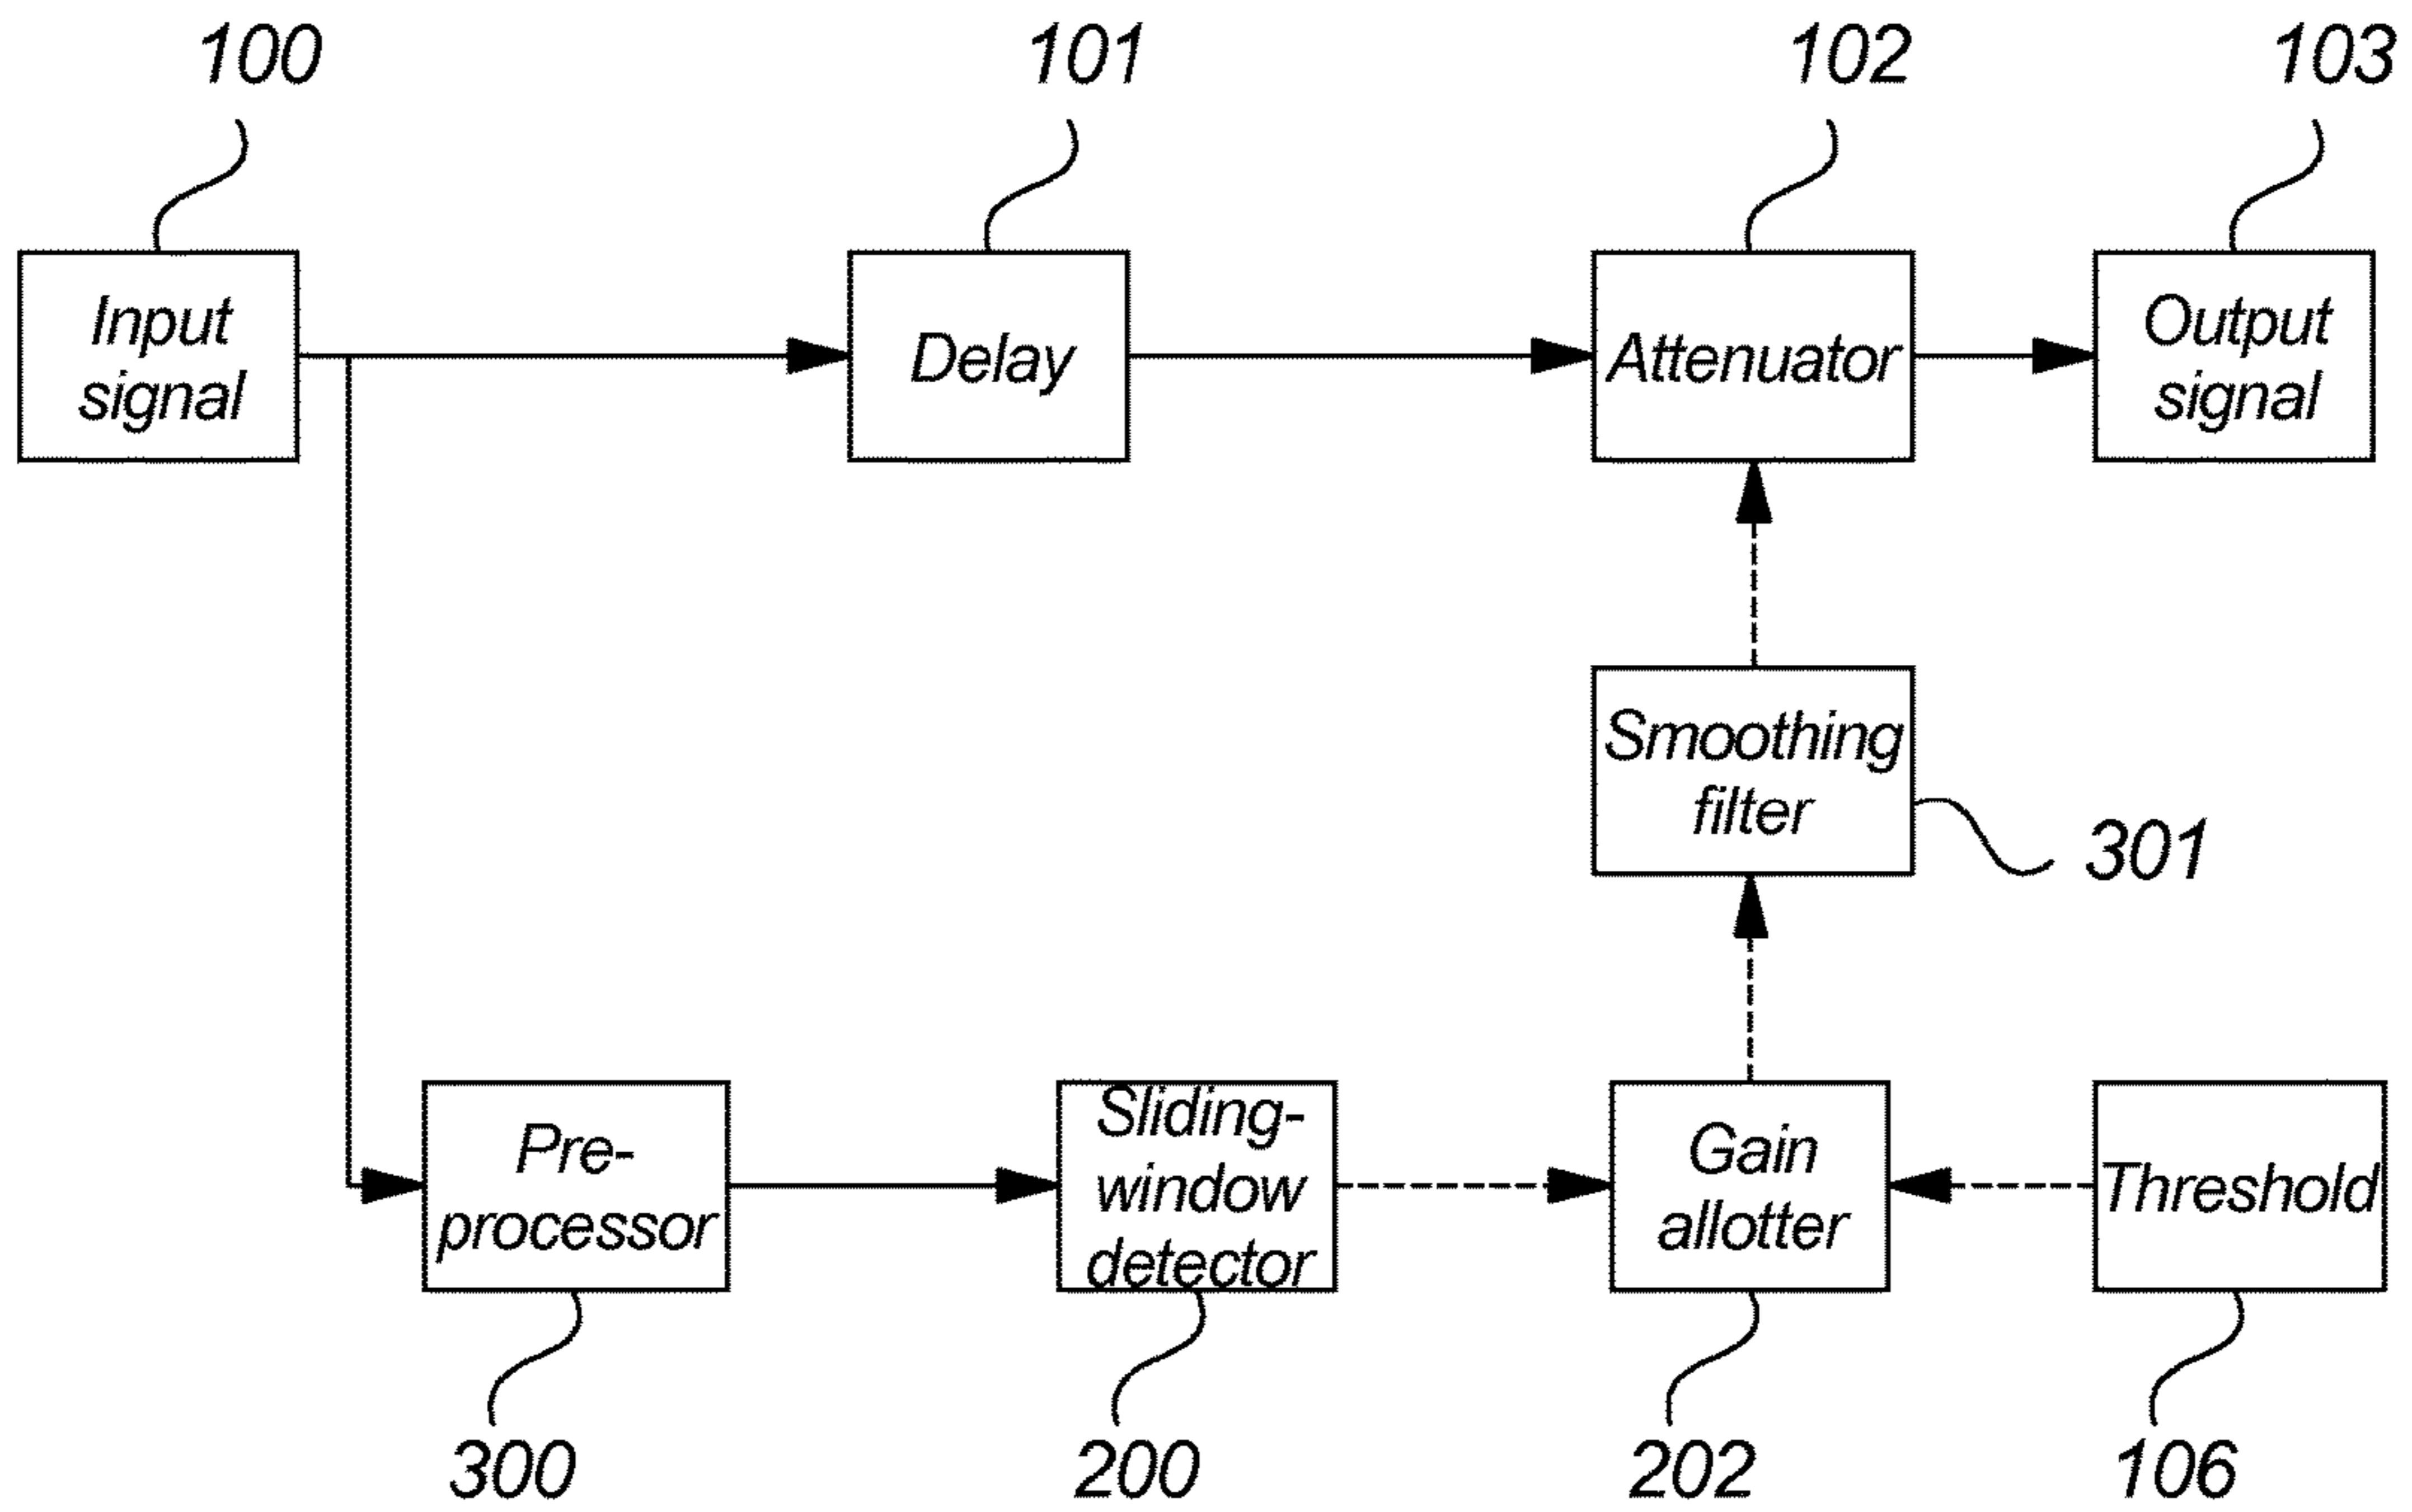 100
101
102
103
Input
signal
Delay
Attenuator
Output
signal
Smoothing
filter
301
Pre-
processor
Sliding-
window
detector
Gain
allotter
Threshold
300
200
202
106